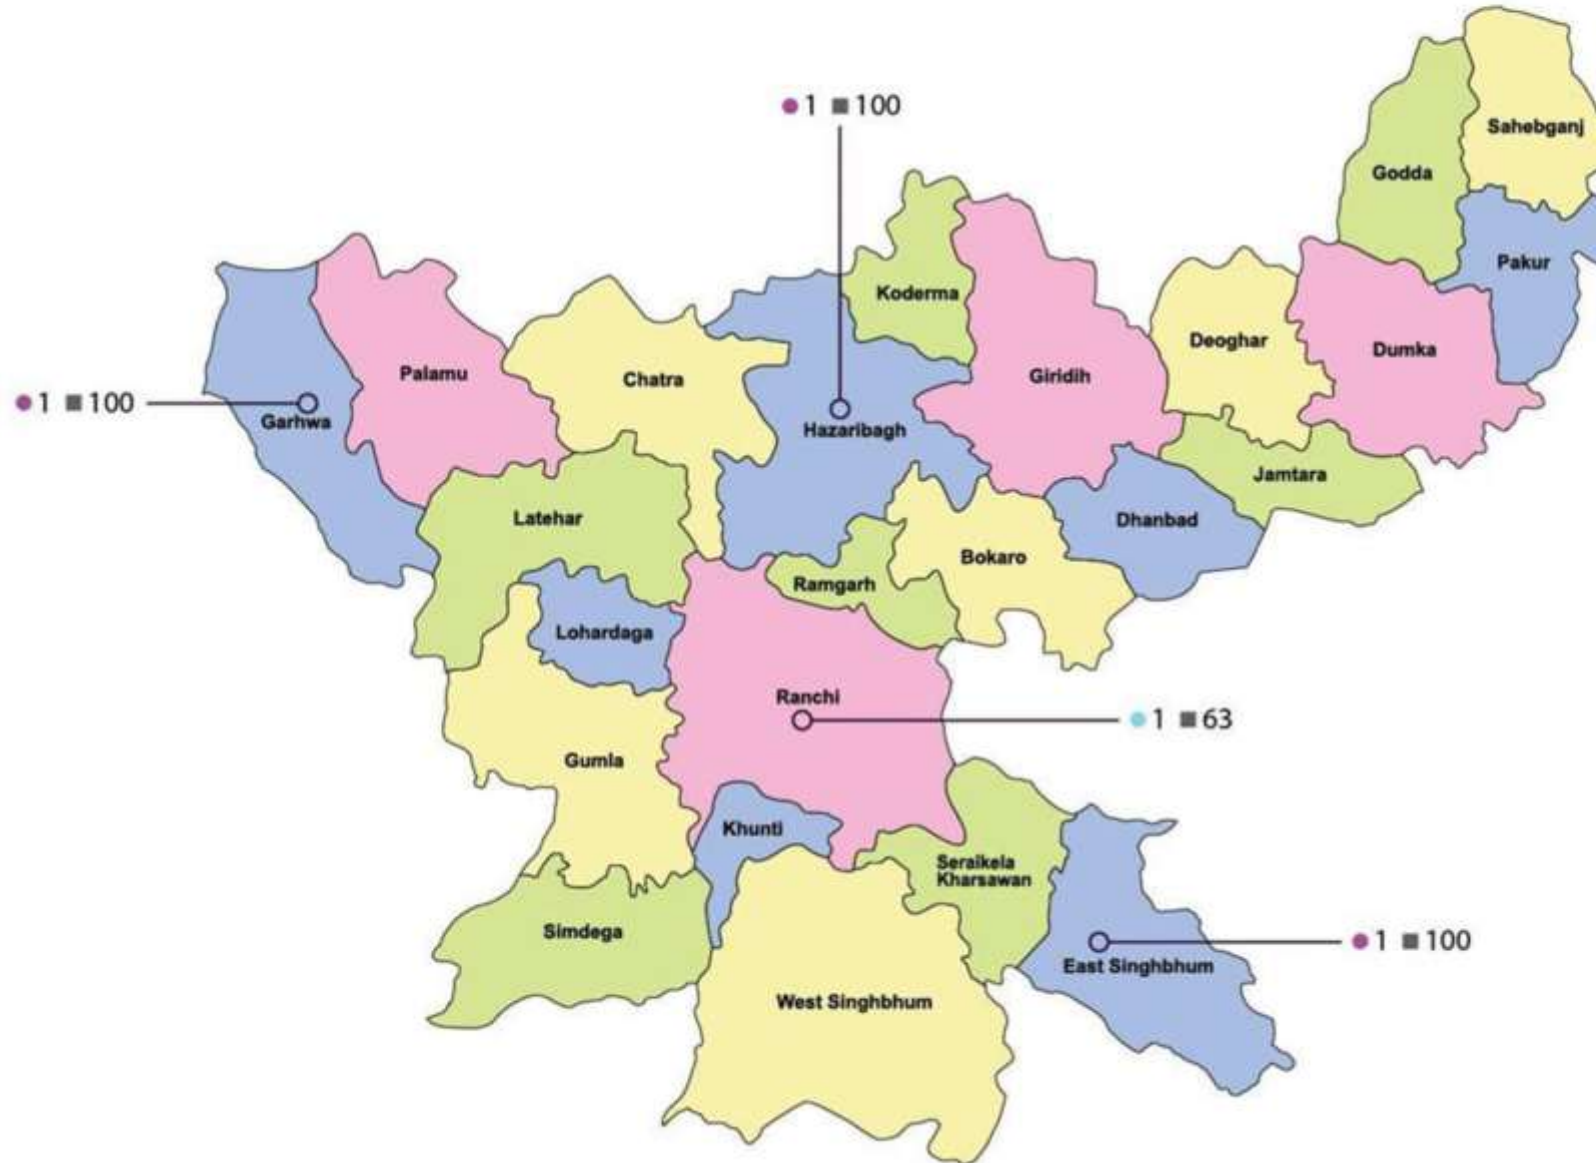 1 100
Sahebganj
Godda
Pakur
Koderma
Deoghar
Dumka
Palamu
Chatra
Giridih
1 100
Garhwa
Hazaribagh
Jamtara
Latehar
Dhanbad
Bokaro
Ramgarh
Lohardaga
Ranchi
1 63
Gumla
Khunti
Seraikela
Kharsawan
Simdega
1 100
East Singhbhum
West Singhbhum